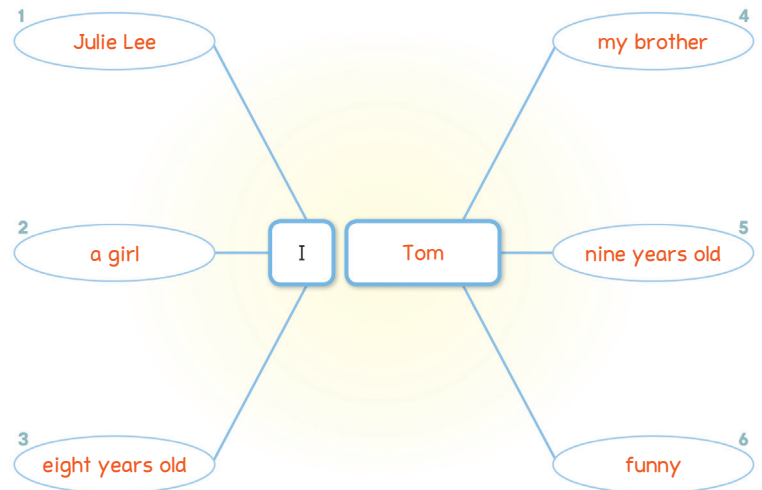 1
Julie Lee
2
a girl
3
eight years old
I
Tom
4
my brother
5
nine years old
6
funny